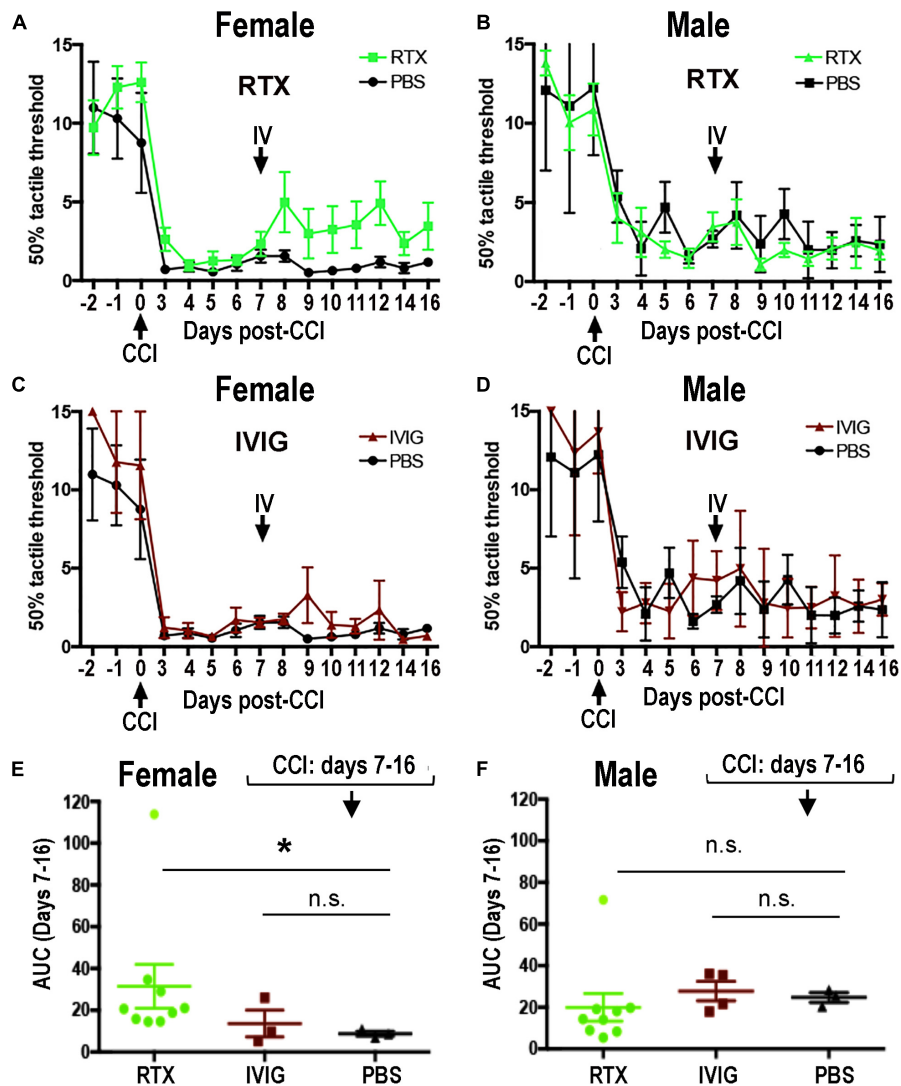 A
Female
RTX
RTX
PBS
IV
50% tactile threshold
15
10
5
0
-2 -1 0 3 4 5 6 7 8 9 10 11 12 14 16
Days post-CCI
CCI
B
Male
RTX
RTX
PBS
IV
50% tactile threshold
15
10
5
0
-2 -1 0 3 4 5 6 7 8 9 10 11 12 14 16
Days post-CCI
CCI
C
Female
IVIG
IVIG
PBS
IV
50% tactile threshold
15
10
5
0
-2 -1 0 3 4 5 6 7 8 9 10 11 12 14 16
Days post-CCI
CCI
D
Male
IVIG
IVIG
PBS
IV
50% tactile threshold
15
10
5
0
-2 -1 0 3 4 5 6 7 8 9 10 11 12 14 16
Days post-CCI
CCI
E
Female
CCI: days 7-16
AUC (Days 7-16)
120
100
80
60
40
20
0
*
n.s.
RTX IVIG PBS
F
Male
CCI: days 7-16
AUC (Days 7-16)
120
100
80
60
40
20
0
n.s.
n.s.
RTX IVIG PBS